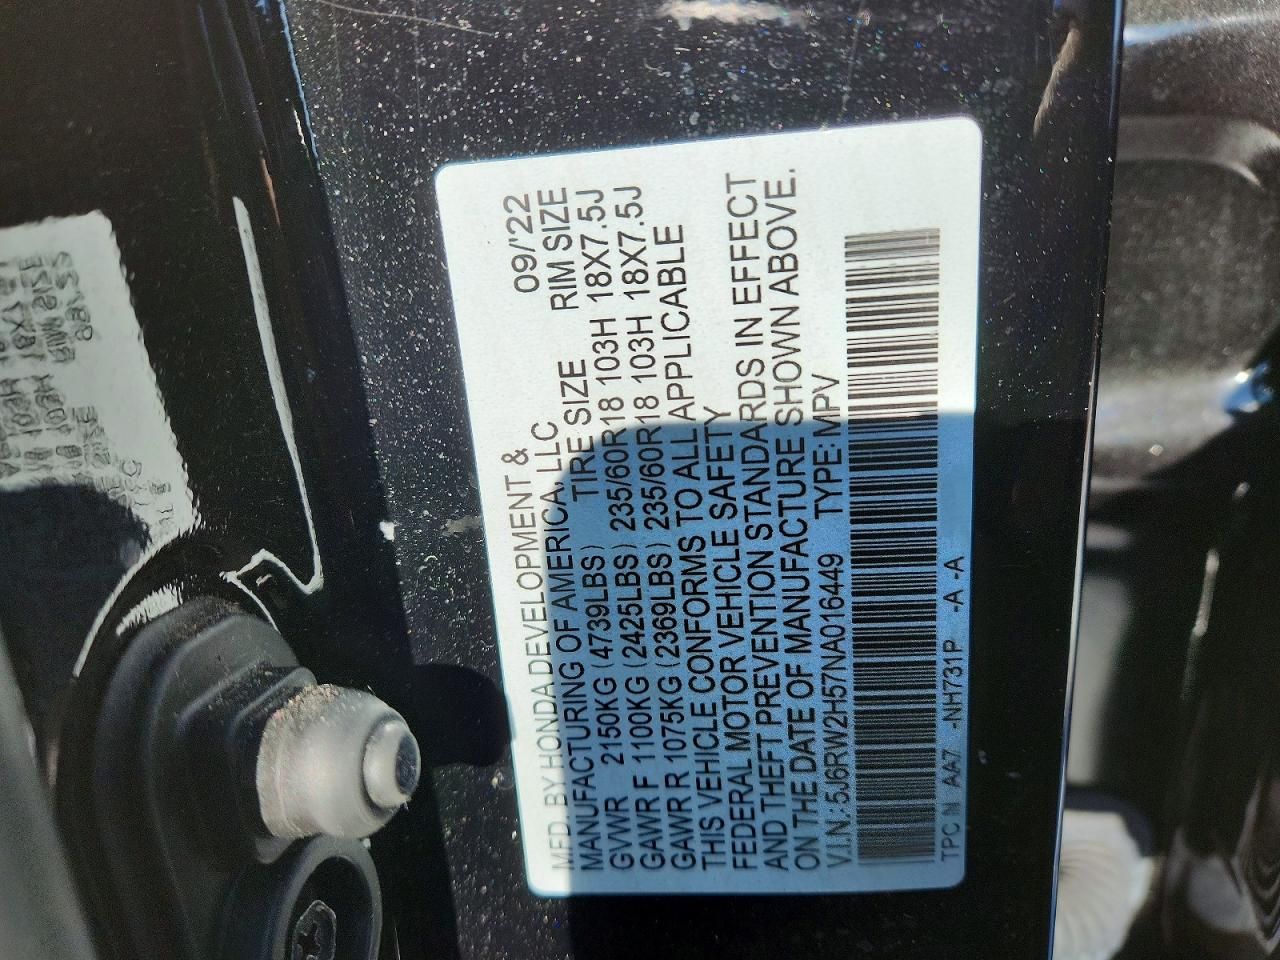 MFD. BY HONDA DEVELOPMENT &
MANUFACTURING OF AMERICA, LLC 09/'22
GVWR 2150KG (4739LBS) TIRE SIZE RIM SIZE
GAWR F 1100KG (2425LBS) 235/60R18 103H 18X7.5J
GAWR R 1075KG (2369LBS) 235/60R18 103H 18X7.5J
THIS VEHICLE CONFORMS TO ALL APPLICABLE
FEDERAL MOTOR VEHICLE SAFETY
AND THEFT PREVENTION STANDARDS IN EFFECT
ON THE DATE OF MANUFACTURE SHOWN ABOVE.
V.I.N.: 5J6RW2H57NA016449 TYPE: MPV
TPC N AA7 -NH731P -A -A